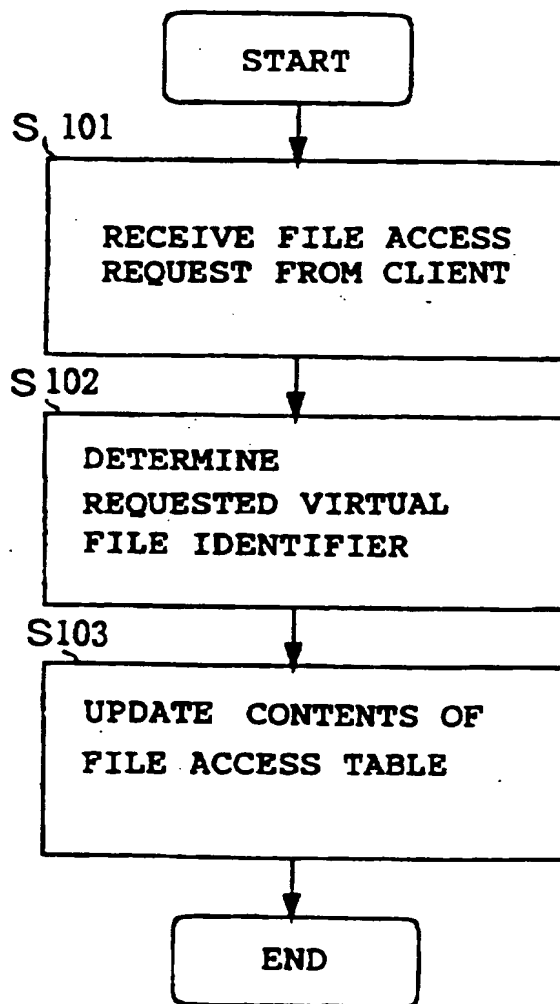 START
S 101
RECEIVE FILE ACCESS
REQUEST FROM CLIENT
S 102
DETERMINE
REQUESTED VIRTUAL
FILE IDENTIFIER
S103
UPDATE CONTENTS OF
FILE ACCESS TABLE
END